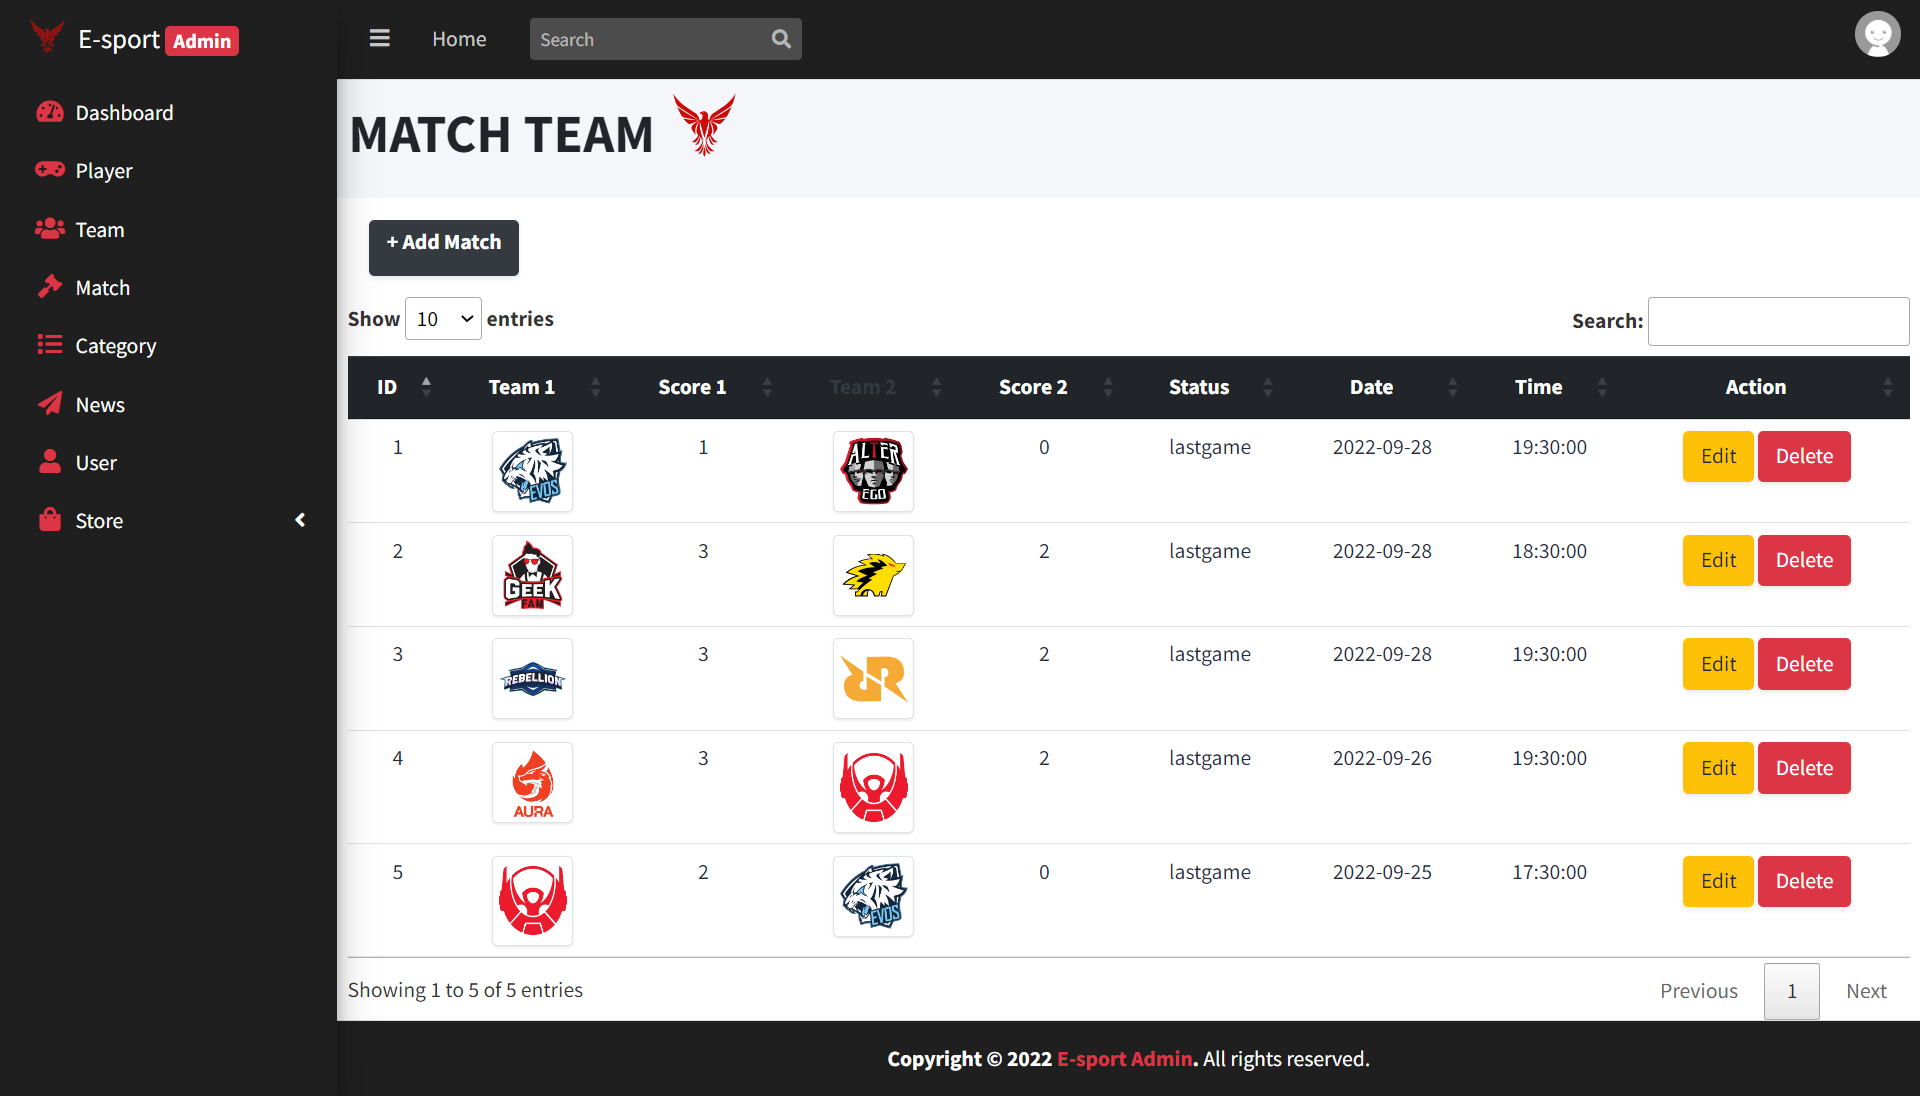 E-sport Admin
Home
Search
Dashboard
Player
Team
Match
Category
News
User
Store
MATCH TEAM
+ Add Match
Show 10 entries
Search:
ID Team 1 Score 1 Team 2 Score 2 Status Date Time Action
1 EVOS 1 ALTER EGO 0 lastgame 2022-09-28 19:30:00 Edit Delete
2 GEEK FAM 3 2 lastgame 2022-09-28 18:30:00 Edit Delete
3 REBELLION 3 R 2 lastgame 2022-09-28 19:30:00 Edit Delete
4 AURA 3 2 lastgame 2022-09-26 19:30:00 Edit Delete
5 2 EVOS 0 lastgame 2022-09-25 17:30:00 Edit Delete
Showing 1 to 5 of 5 entries
Previous 1 Next
Copyright © 2022 E-sport Admin. All rights reserved.